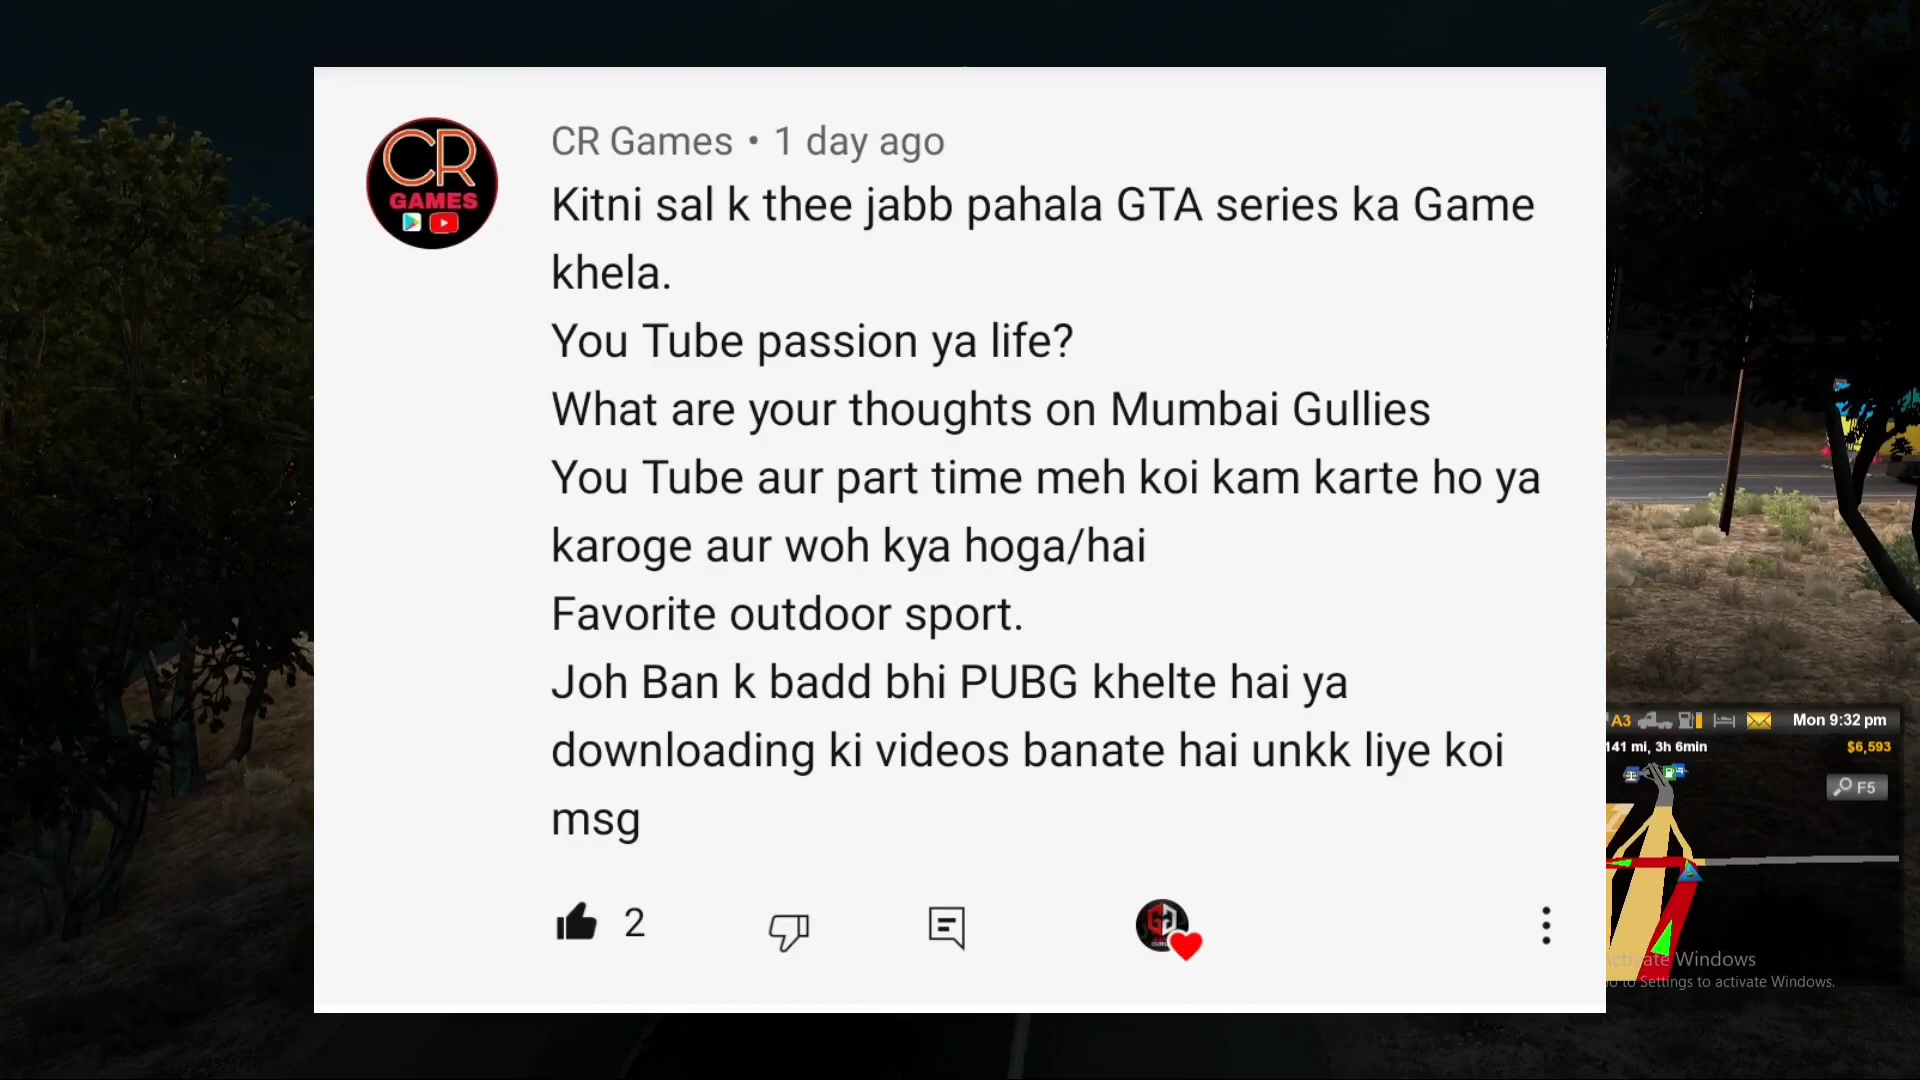 CR Games • 1 day ago
CR
GAMES
Kitni sal k thee jabb pahala GTA series ka Game
khela.
You Tube passion ya life?
What are your thoughts on Mumbai Gullies
You Tube aur part time meh koi kam karte ho ya
karoge aur woh kya hoga/hai
Favorite outdoor sport.
Joh Ban k badd bhi PUBG khelte hai ya
downloading ki videos banate hai unkk liye koi
msg
2
A3
Mon 9:32 pm
141 mi, 3h 6min
$6,593
F5
Windows
Settings to activate Windows.